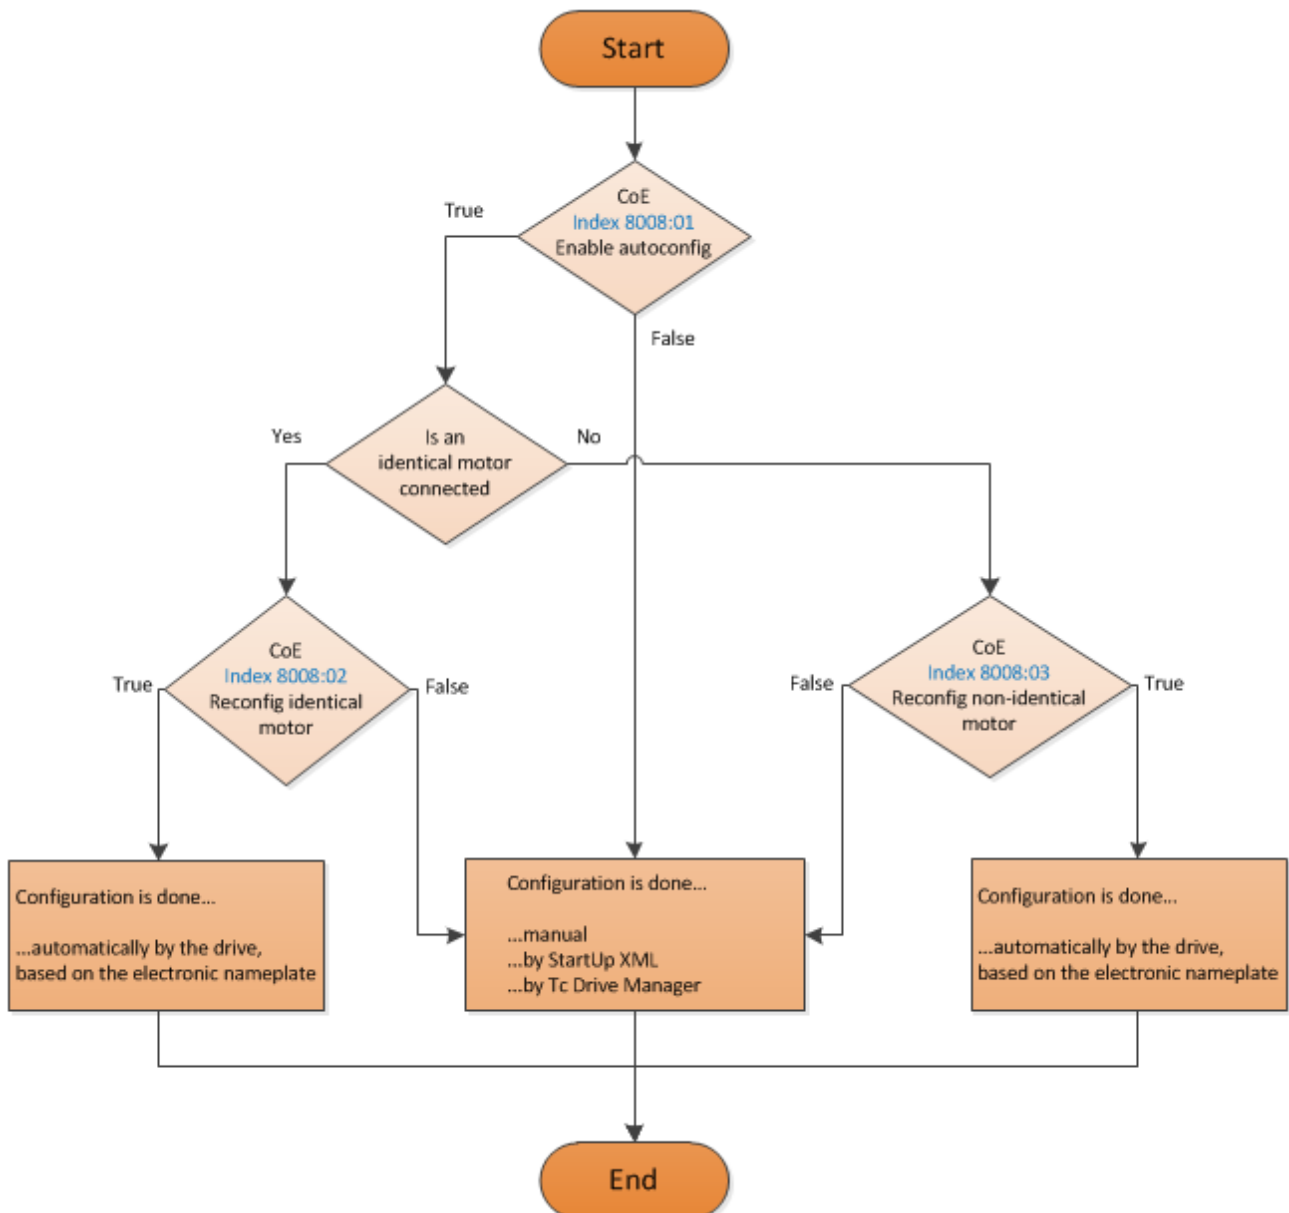 Start
CoE
Index 8008:01
Enable autoconfig
True
False
Is an
identical motor
connected
Yes
No
CoE
Index 8008:02
Reconfig identical
motor
True
False
CoE
Index 8008:03
Reconfig non-identical
motor
False
True
Configuration is done...
...automatically by the drive,
based on the electronic nameplate
Configuration is done...
...manual
...by StartUp XML
...by Tc Drive Manager
Configuration is done...
...automatically by the drive,
based on the electronic nameplate
End